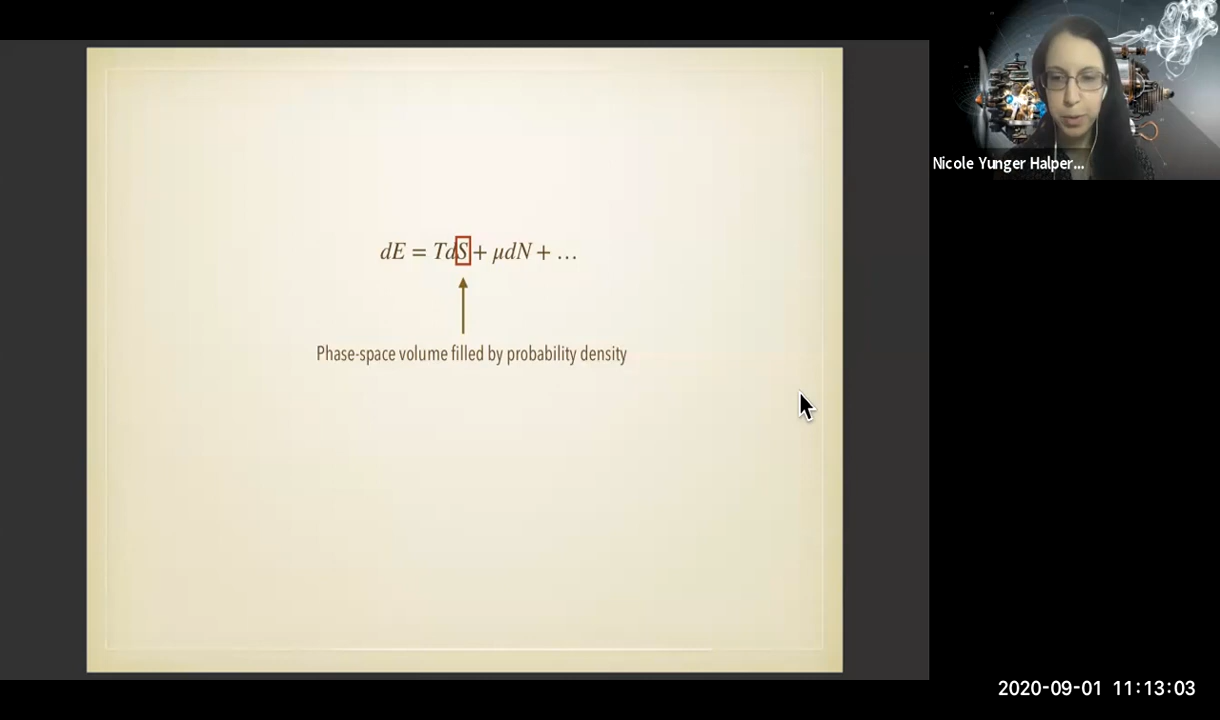 dE = TdS + μdN + …
Phase-space volume filled by probability density
Nicole Yunger Halper...
2020-09-01 11:13:03